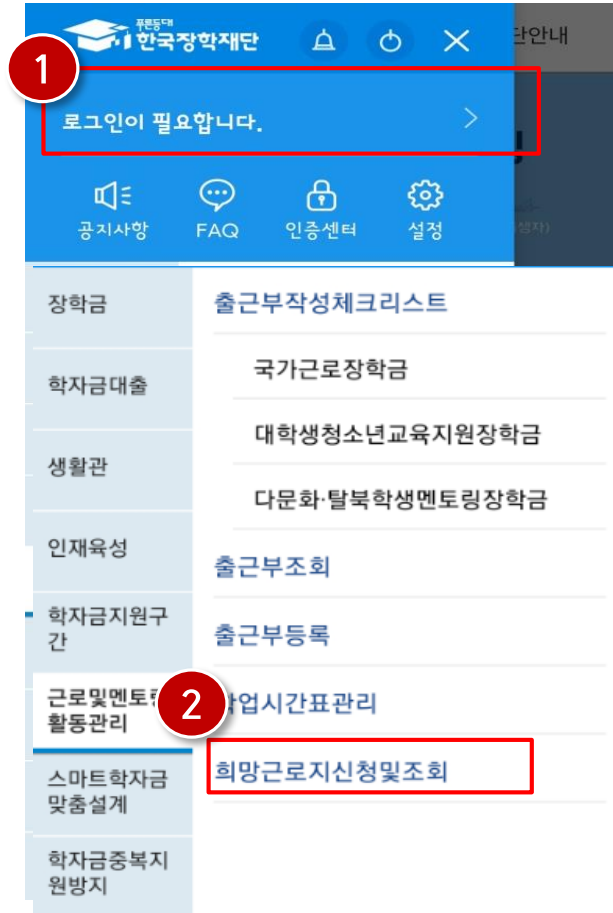 푸른등대
한국장학재단
단안내
1
로그인이 필요합니다.
공지사항 FAQ 인증센터 설정
장학금
학자금대출
생활관
인재육성
학자금지원구
간
근로및멘토링
활동관리
스마트학자금
맞춤설계
학자금중복지
원방지
출근부작성체크리스트
국가근로장학금
대학생청소년교육지원장학금
다문화·탈북학생멘토링장학금
출근부조회
출근부등록
2
학업시간표관리
희망근로지신청및조회